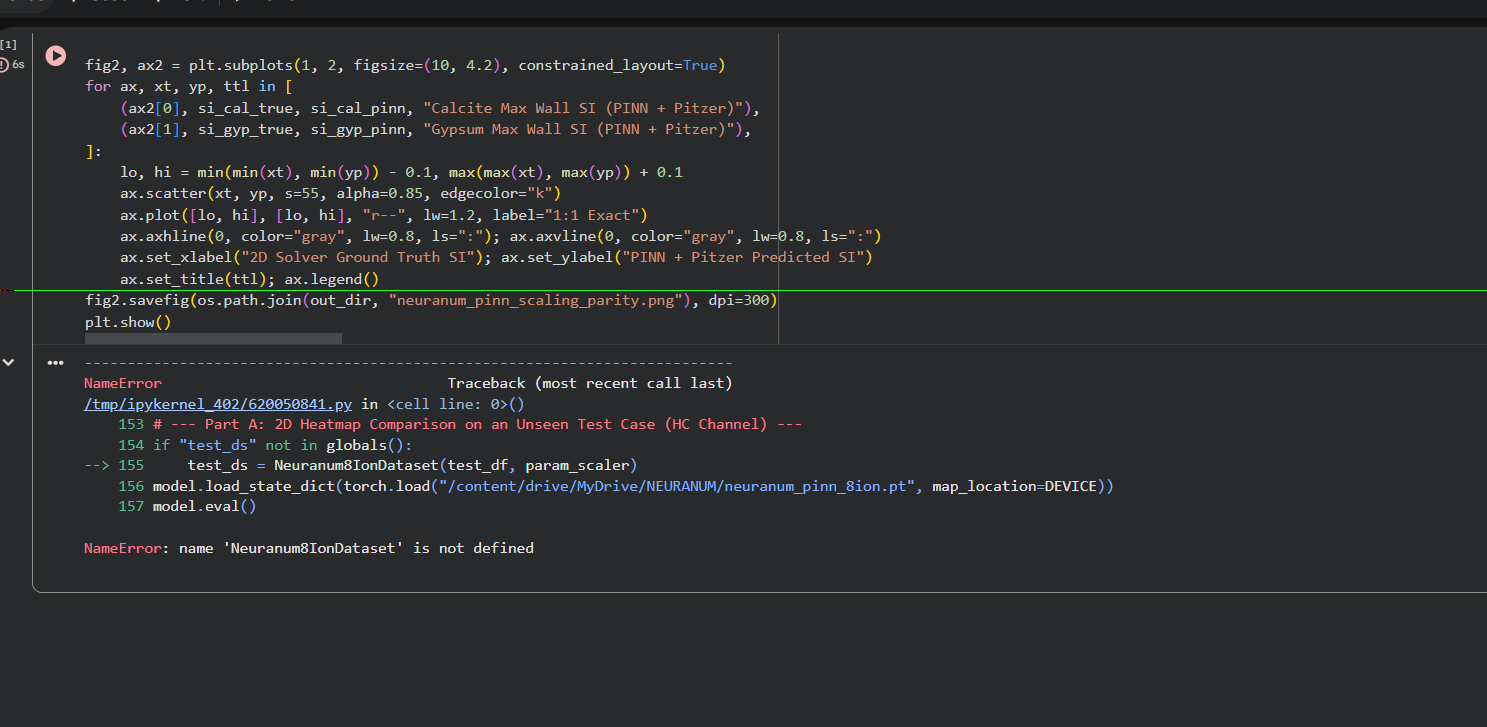 [1]
6s
fig2, ax2 = plt.subplots(1, 2, figsize=(10, 4.2), constrained_layout=True)
for ax, xt, yp, ttl in [
    (ax2[0], si_cal_true, si_cal_pinn, "Calcite Max Wall SI (PINN + Pitzer)"),
    (ax2[1], si_gyp_true, si_gyp_pinn, "Gypsum Max Wall SI (PINN + Pitzer)"),
]:
    lo, hi = min(min(xt), min(yp)) - 0.1, max(max(xt), max(yp)) + 0.1
    ax.scatter(xt, yp, s=55, alpha=0.85, edgecolor="k")
    ax.plot([lo, hi], [lo, hi], "r--", lw=1.2, label="1:1 Exact")
    ax.axhline(0, color="gray", lw=0.8, ls=":"); ax.axvline(0, color="gray", lw=0.8, ls=":")
    ax.set_xlabel("2D Solver Ground Truth SI"); ax.set_ylabel("PINN + Pitzer Predicted SI")
    ax.set_title(ttl); ax.legend()
fig2.savefig(os.path.join(out_dir, "neuranum_pinn_scaling_parity.png"), dpi=300)
plt.show()
---------------------------------------------------------------------------
NameError                                 Traceback (most recent call last)
/tmp/ipykernel_402/620050841.py in <cell line: 0>()
    153 # --- Part A: 2D Heatmap Comparison on an Unseen Test Case (HC Channel) ---
    154 if "test_ds" not in globals():
--> 155     test_ds = Neuranum8IonDataset(test_df, param_scaler)
    156 model.load_state_dict(torch.load("/content/drive/MyDrive/NEURANUM/neuranum_pinn_8ion.pt", map_location=DEVICE))
    157 model.eval()
NameError: name 'Neuranum8IonDataset' is not defined